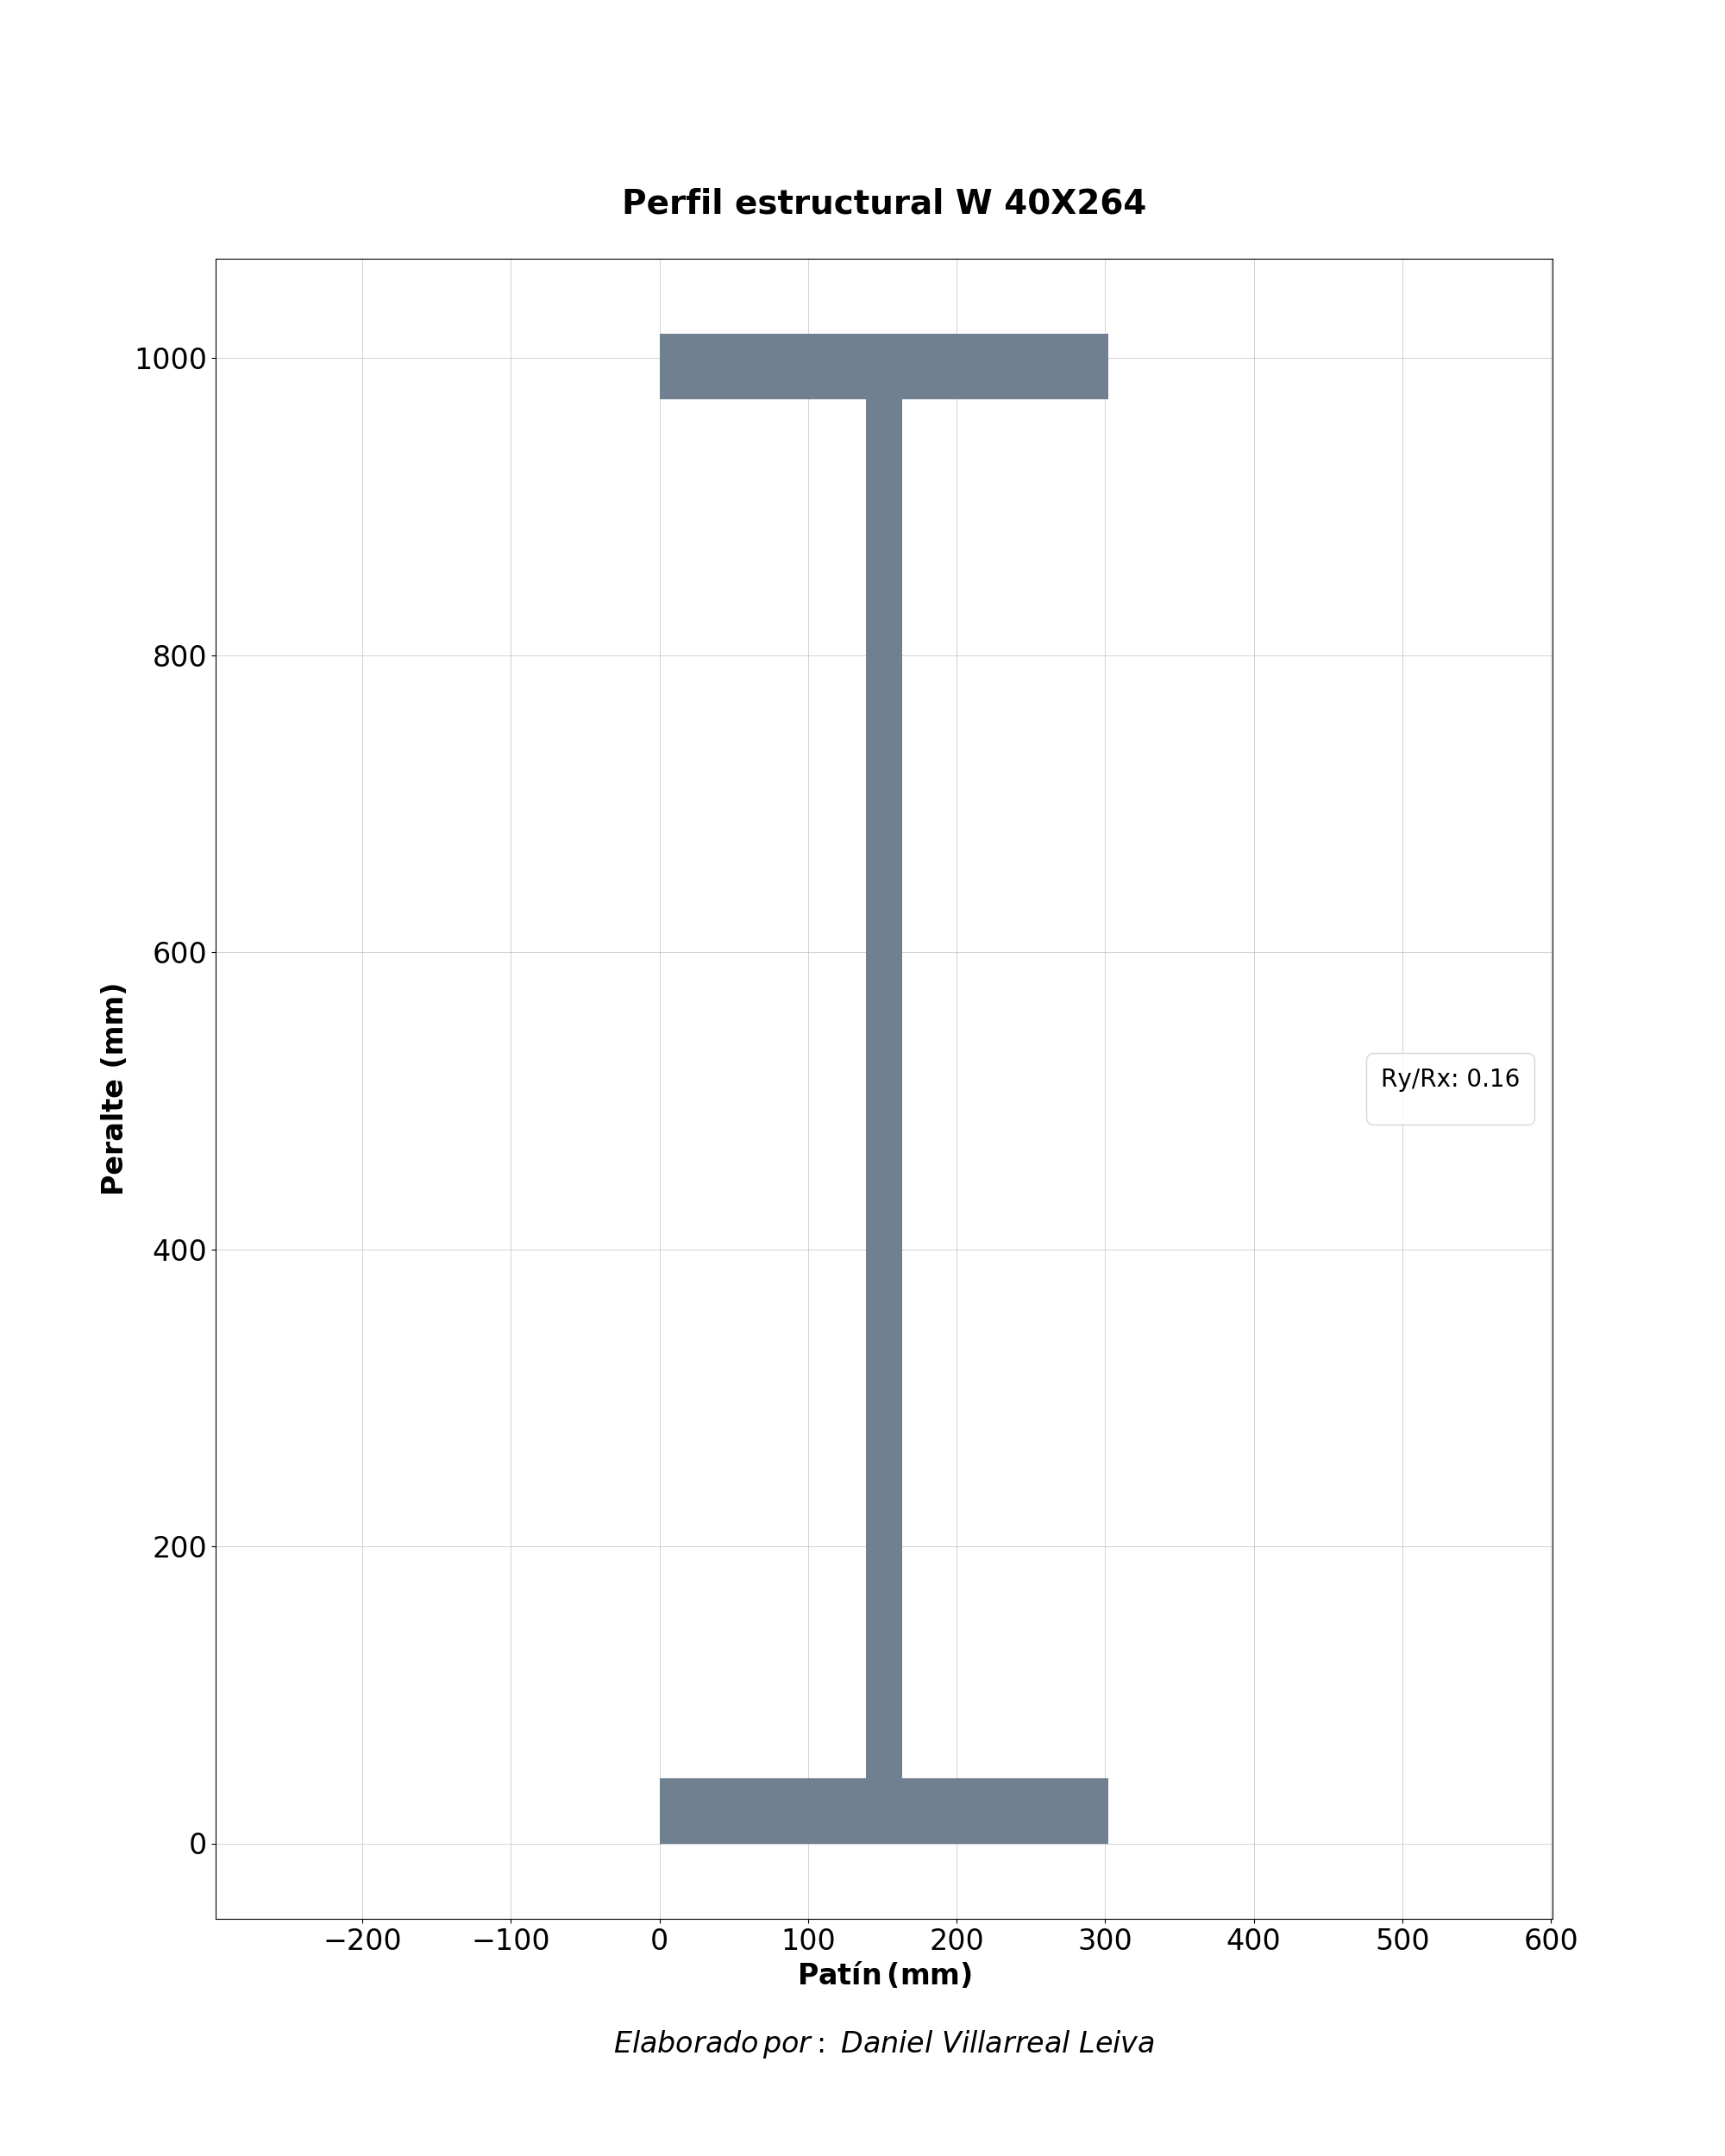 Perfil estructural W 40X264
1000
800
600
400
200
0
Peralte (mm)
Ry/Rx: 0.16
−200 −100 0 100 200 300 400 500 600
Patín (mm)
Elaborado por: Daniel Villarreal Leiva